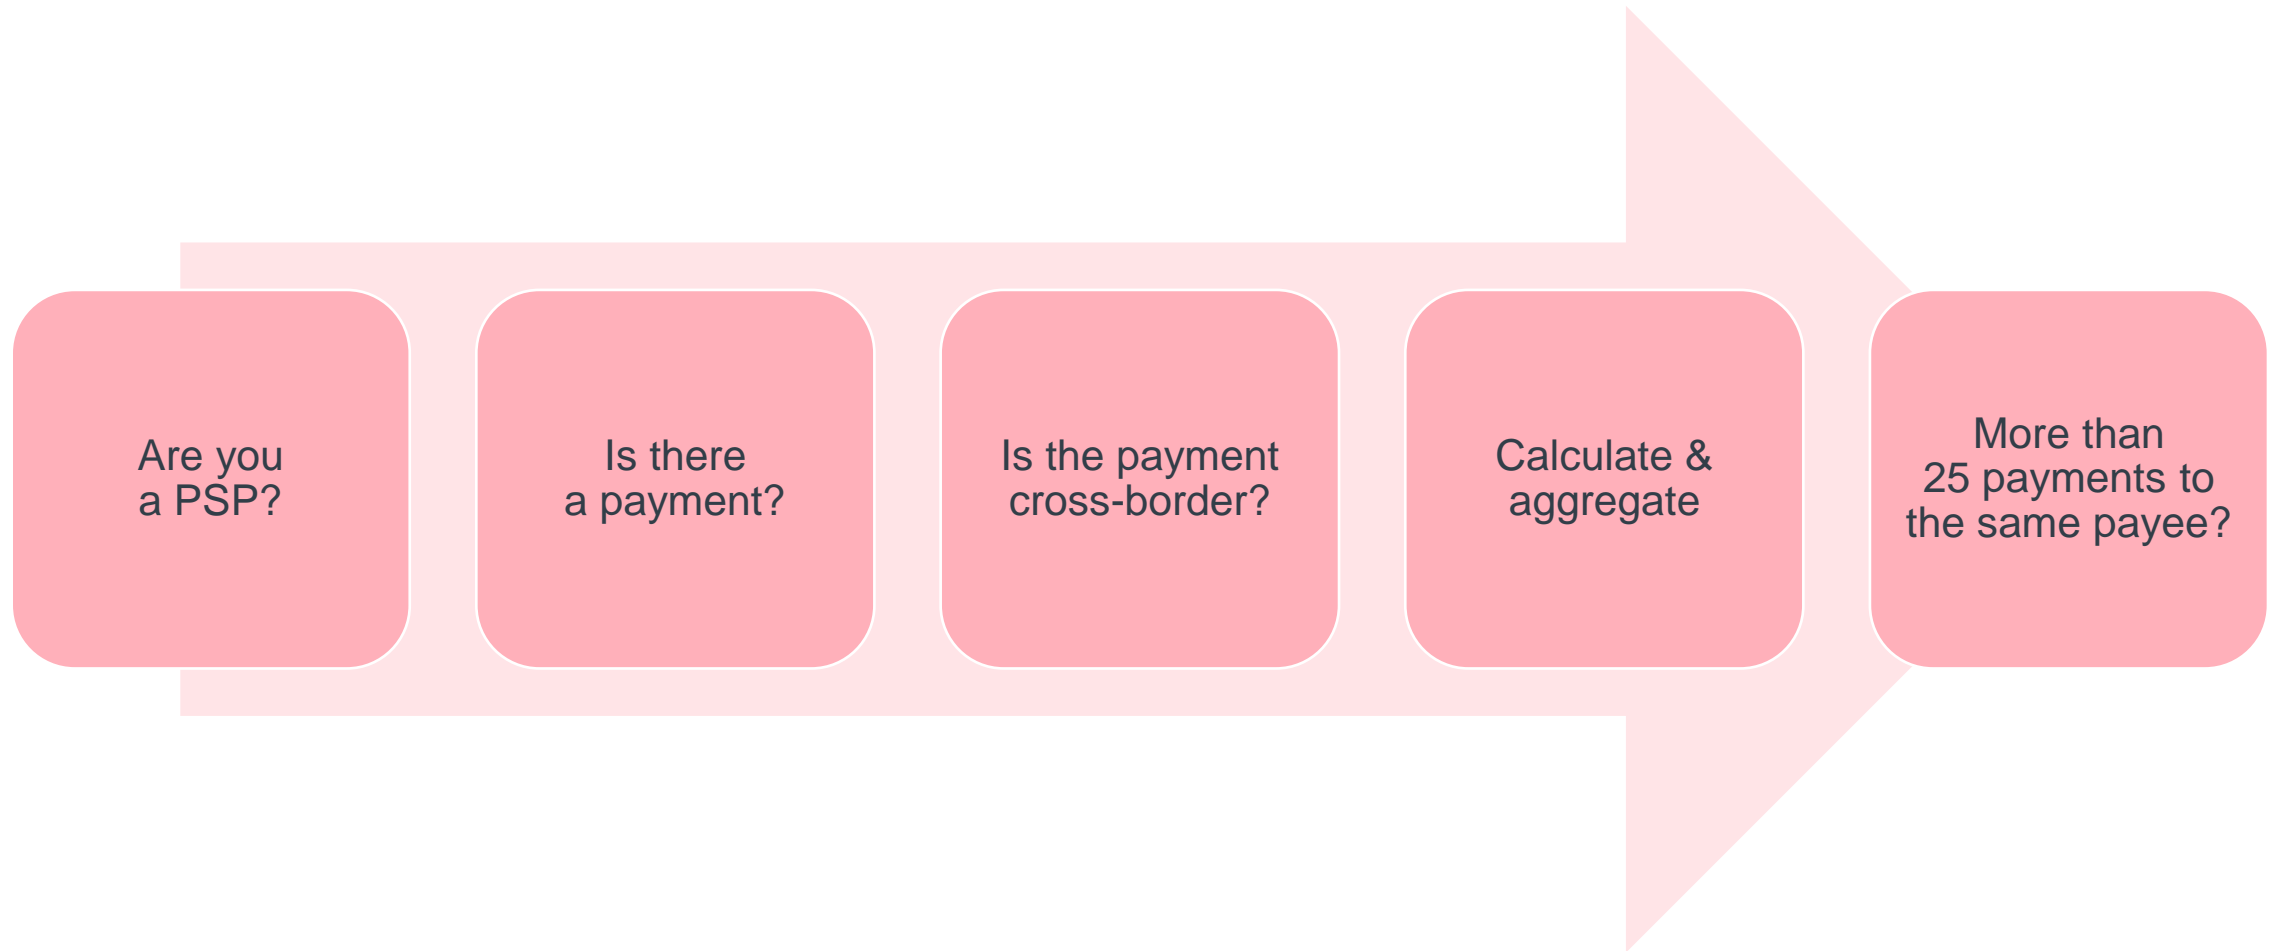 Are you
a PSP?
Is there
a payment?
Is the payment
cross-border?
Calculate &
aggregate
More than
25 payments to
the same payee?